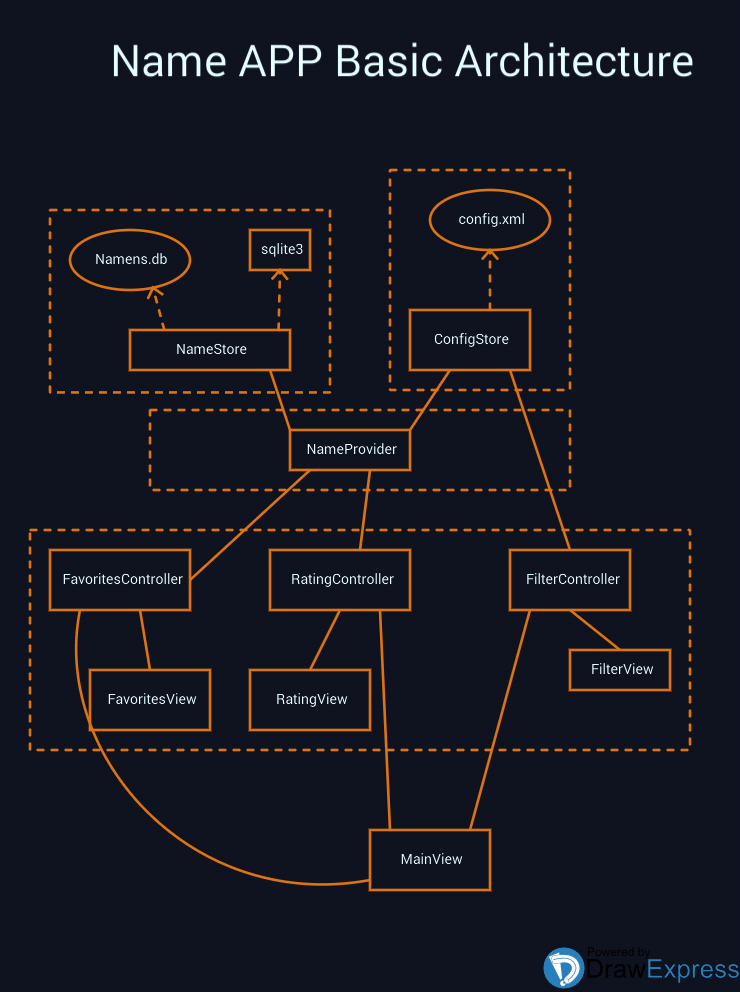 Name APP Basic Architecture
config.xml
Namens.db
sqlite3
NameStore
ConfigStore
NameProvider
FavoritesController
RatingController
FilterController
FavoritesView
RatingView
FilterView
MainView
Powered by
DrawExpress